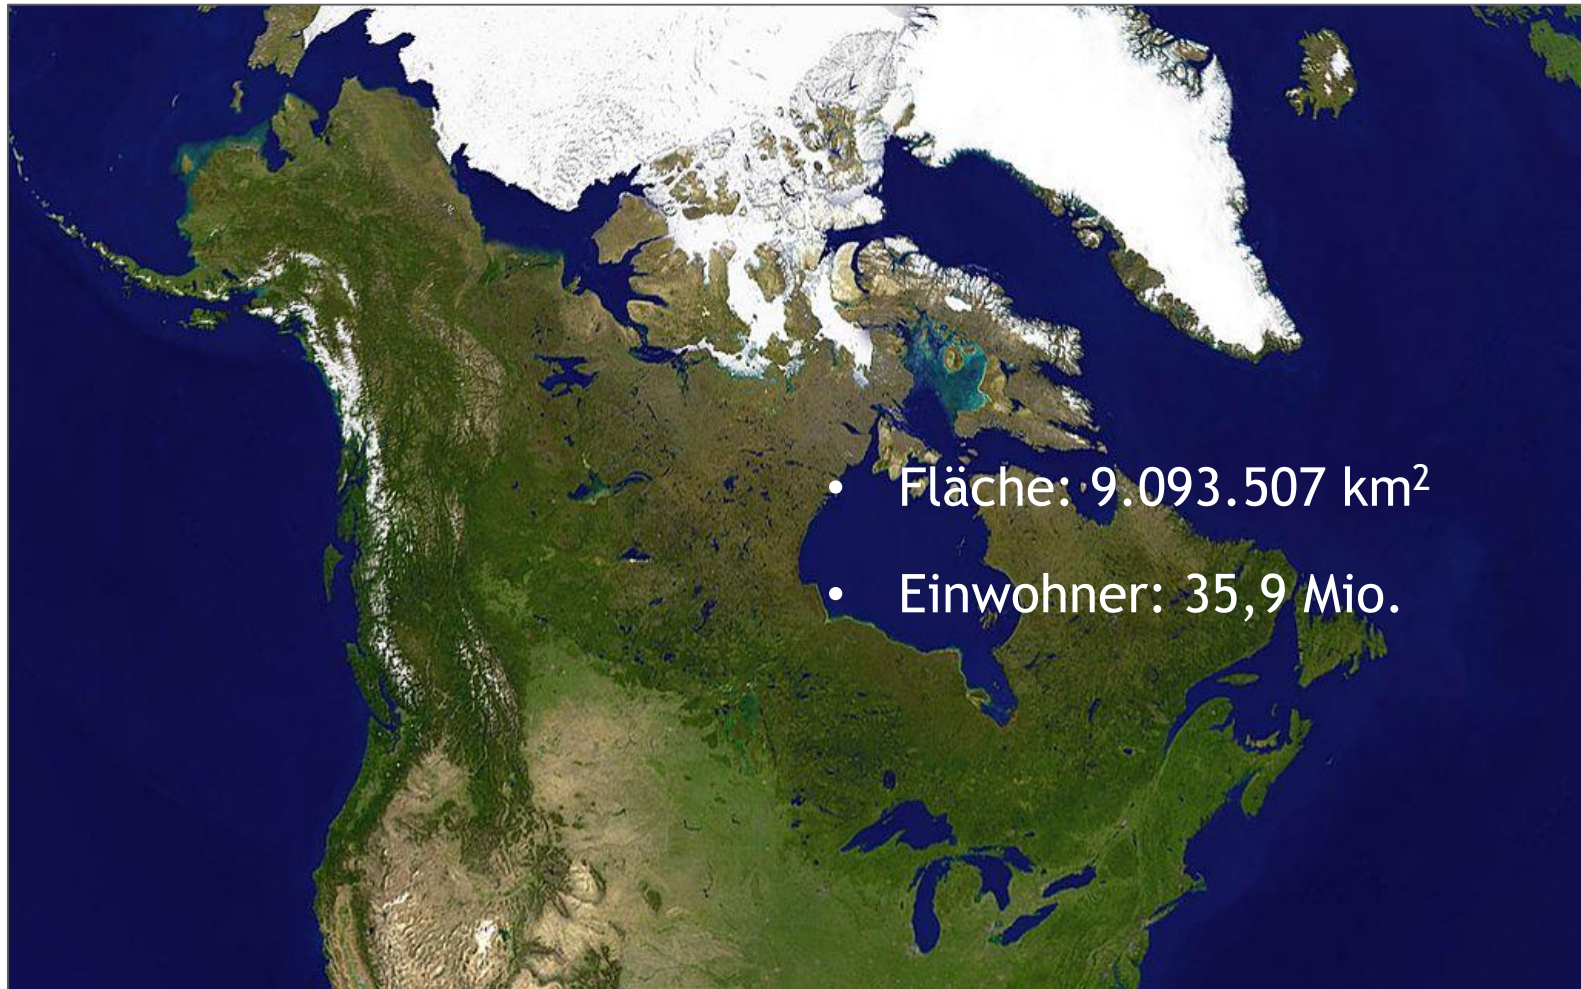 • Fläche: 9.093.507 km²
• Einwohner: 35,9 Mio.